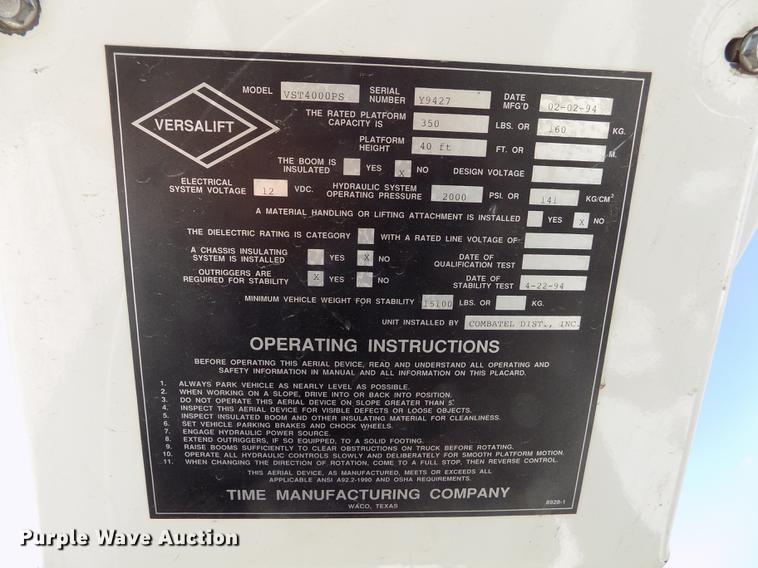 VERSALIFT
MODEL VST4000PS SERIAL NUMBER Y9427 DATE MFG'D 02-02-94
THE RATED PLATFORM CAPACITY IS 350 LBS. OR 160 KG.
PLATFORM HEIGHT 40 ft FT. OR M.
THE BOOM IS INSULATED YES X NO DESIGN VOLTAGE
ELECTRICAL SYSTEM VOLTAGE 12 VDC. HYDRAULIC SYSTEM OPERATING PRESSURE 2000 PSI. OR 141 KG/CM²
A MATERIAL HANDLING OR LIFTING ATTACHMENT IS INSTALLED YES X NO
THE DIELECTRIC RATING IS CATEGORY WITH A RATED LINE VOLTAGE OF
A CHASSIS INSULATING SYSTEM IS INSTALLED YES X NO DATE OF QUALIFICATION TEST
OUTRIGGERS ARE REQUIRED FOR STABILITY X YES NO DATE OF STABILITY TEST 4-22-94
MINIMUM VEHICLE WEIGHT FOR STABILITY 15100 LBS. OR KG.
UNIT INSTALLED BY COMBATEL DIST., INC.
OPERATING INSTRUCTIONS
BEFORE OPERATING THIS AERIAL DEVICE, READ AND UNDERSTAND ALL OPERATING AND
SAFETY INFORMATION IN MANUAL AND ALL INFORMATION ON THIS PLACARD.
1. ALWAYS PARK VEHICLE AS NEARLY LEVEL AS POSSIBLE.
2. WHEN WORKING ON A SLOPE, DRIVE INTO OR BACK INTO POSITION.
3. DO NOT OPERATE THIS AERIAL DEVICE ON SLOPE GREATER THAN 5°.
4. INSPECT THIS AERIAL DEVICE FOR VISIBLE DEFECTS OR LOOSE OBJECTS.
5. INSPECT INSULATED BOOM AND OTHER INSULATING MATERIAL FOR CLEANLINESS.
6. SET VEHICLE PARKING BRAKES AND CHOCK WHEELS.
7. ENGAGE HYDRAULIC POWER SOURCE.
8. EXTEND OUTRIGGERS, IF SO EQUIPPED, TO A SOLID FOOTING.
9. RAISE BOOMS SUFFICIENTLY TO CLEAR OBSTRUCTIONS ON TRUCK BEFORE ROTATING.
10. OPERATE ALL HYDRAULIC CONTROLS SLOWLY AND DELIBERATELY FOR SMOOTH PLATFORM MOTION.
11. WHEN CHANGING THE DIRECTION OF ROTATION, COME TO A FULL STOP, THEN REVERSE CONTROL.
THIS AERIAL DEVICE, AS MANUFACTURED, MEETS OR EXCEEDS ALL
APPLICABLE ANSI A92.2-1990 AND OSHA REQUIREMENTS.
TIME MANUFACTURING COMPANY
WACO, TEXAS
8928-1
Purple Wave Auction